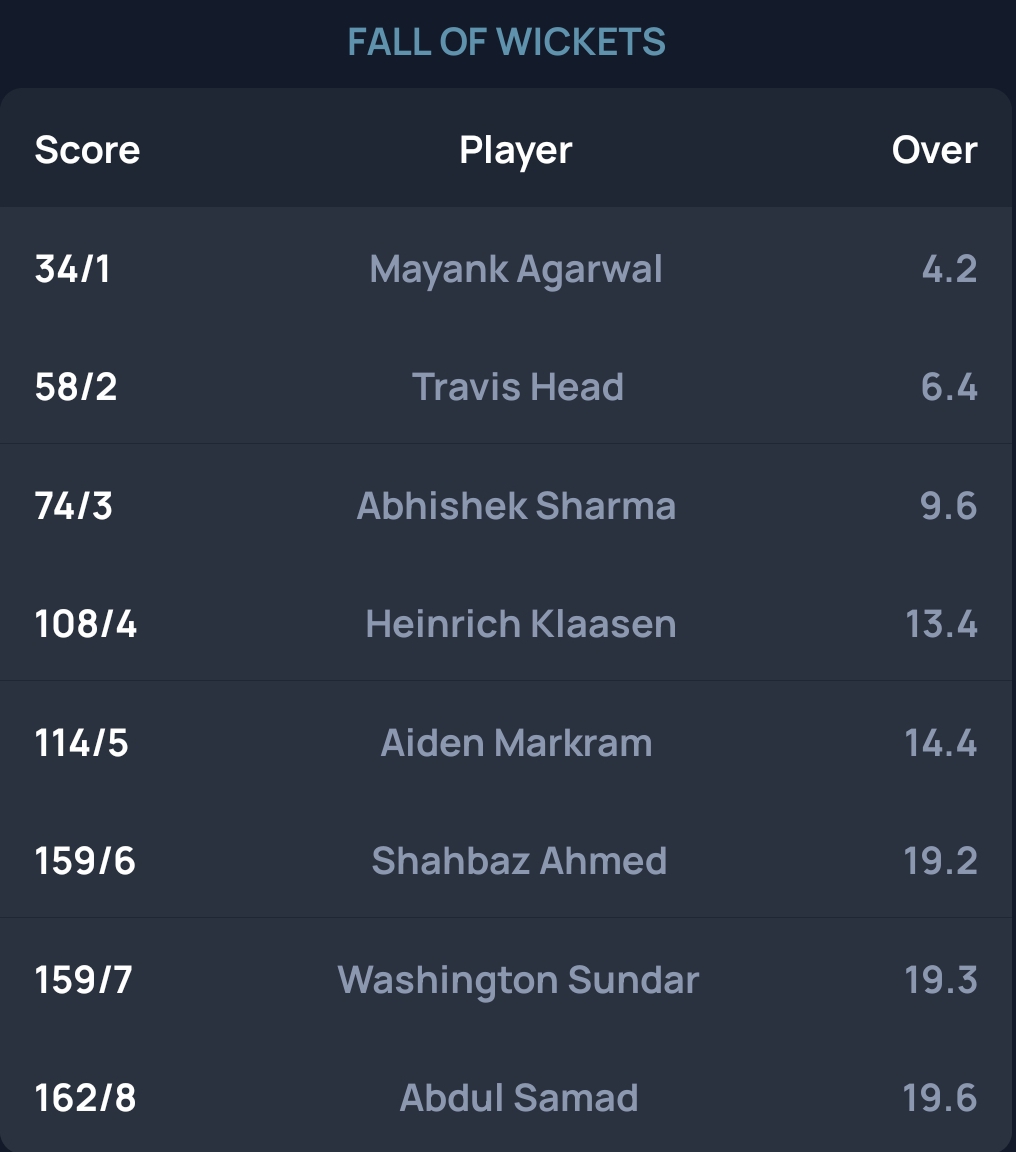 FALL OF WICKETS
Score Player Over
34/1 Mayank Agarwal 4.2
58/2 Travis Head 6.4
74/3 Abhishek Sharma 9.6
108/4 Heinrich Klaasen 13.4
114/5 Aiden Markram 14.4
159/6 Shahbaz Ahmed 19.2
159/7 Washington Sundar 19.3
162/8 Abdul Samad 19.6